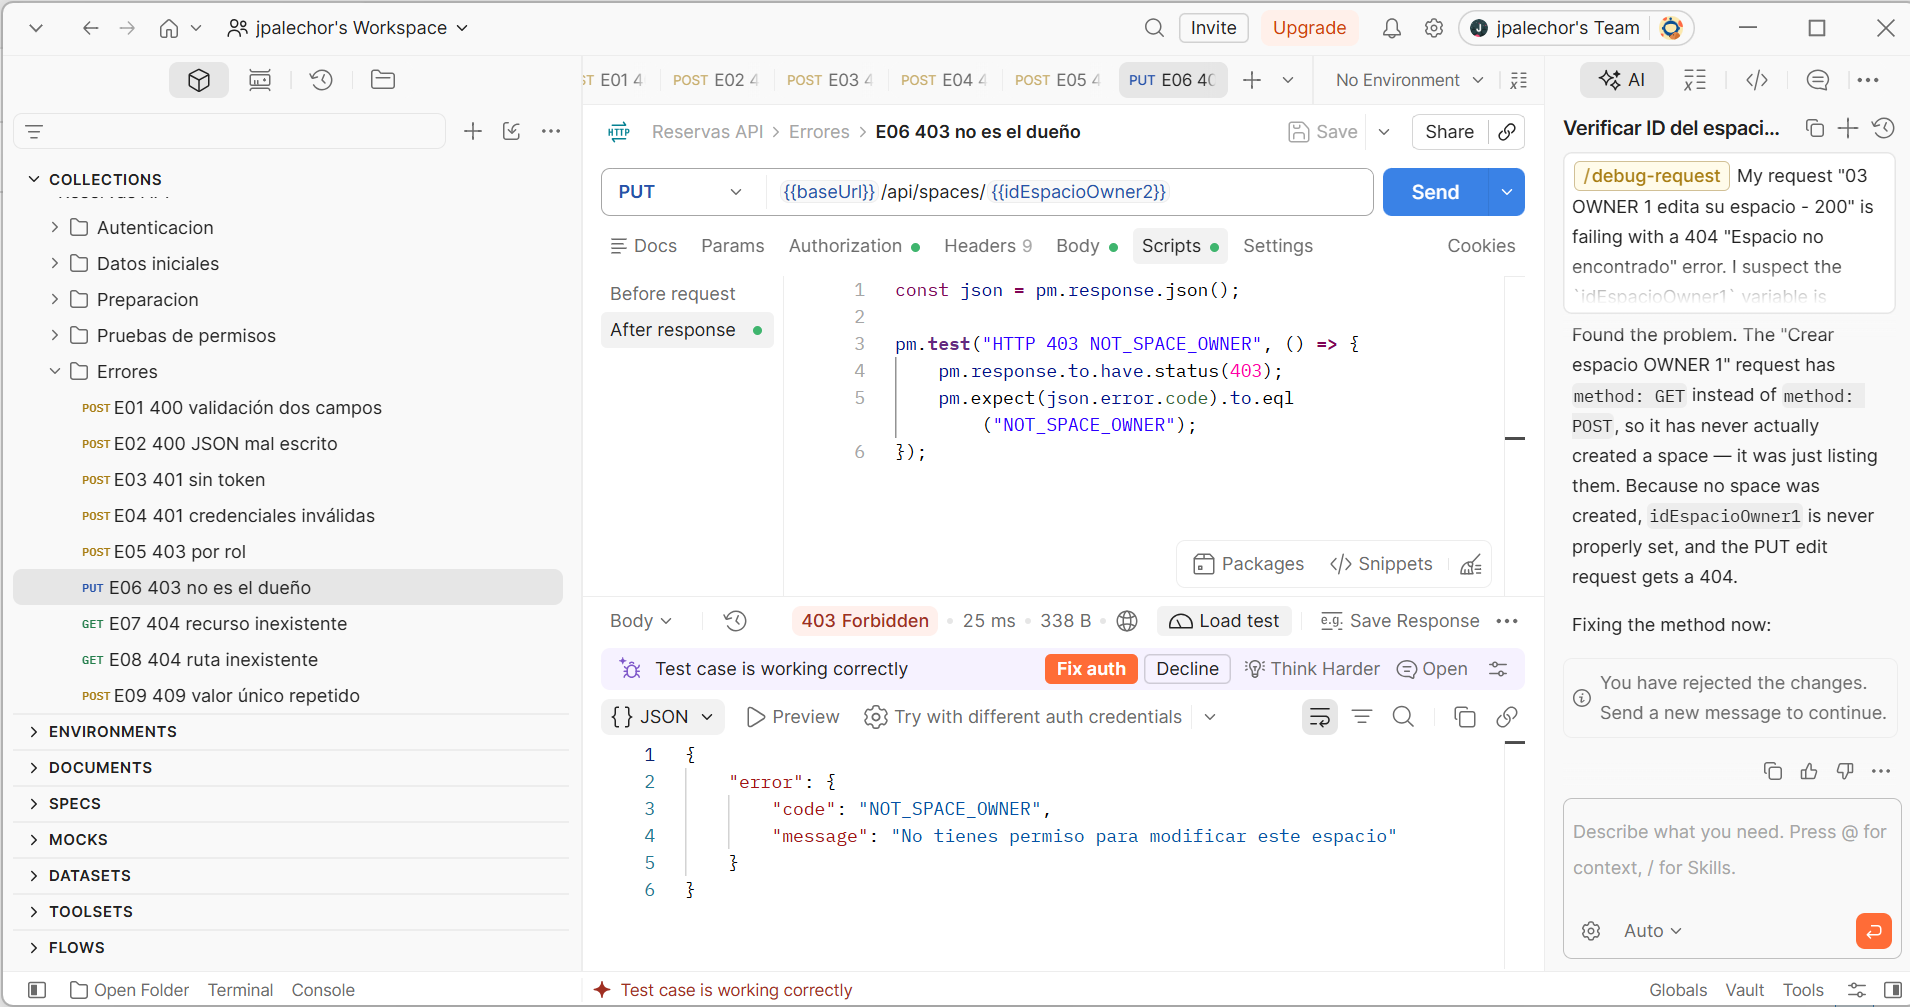 jpalechor's Workspace
Invite
Upgrade
jpalechor's Team
E01 4
POST E02 4
POST E03 4
POST E04 4
POST E05 4
PUT E06 40
No Environment
AI
Reservas API > Errores > E06 403 no es el dueño
Save
Share
Verificar ID del espaci...
COLLECTIONS
Autenticacion
Datos iniciales
Preparacion
Pruebas de permisos
Errores
POST E01 400 validación dos campos
POST E02 400 JSON mal escrito
POST E03 401 sin token
POST E04 401 credenciales inválidas
POST E05 403 por rol
PUT E06 403 no es el dueño
GET E07 404 recurso inexistente
GET E08 404 ruta inexistente
POST E09 409 valor único repetido
ENVIRONMENTS
DOCUMENTS
SPECS
MOCKS
DATASETS
TOOLSETS
FLOWS
HTTP
PUT
{{baseUrl}} /api/spaces/ {{idEspacioOwner2}}
Send
Docs
Params
Authorization
Headers 9
Body
Scripts
Settings
Cookies
Before request
After response
1 const json = pm.response.json();
2
3 pm.test("HTTP 403 NOT_SPACE_OWNER", () => {
4 pm.response.to.have.status(403);
5 pm.expect(json.error.code).to.eql
("NOT_SPACE_OWNER");
6 });
Packages
Snippets
Body
403 Forbidden
25 ms
338 B
Load test
e.g. Save Response
Test case is working correctly
Fix auth
Decline
Think Harder
Open
{} JSON
Preview
Try with different auth credentials
1 {
2 "error": {
3 "code": "NOT_SPACE_OWNER",
4 "message": "No tienes permiso para modificar este espacio"
5 }
6 }
/debug-request My request "03
OWNER 1 edita su espacio - 200" is
failing with a 404 "Espacio no
encontrado" error. I suspect the
`idEspacioOwner1` variable is
Found the problem. The "Crear
espacio OWNER 1" request has
method: GET instead of method:
POST, so it has never actually
created a space — it was just listing
them. Because no space was
created, idEspacioOwner1 is never
properly set, and the PUT edit
request gets a 404.
Fixing the method now:
You have rejected the changes.
Send a new message to continue.
Describe what you need. Press @ for
context, / for Skills.
Auto
Open Folder
Terminal
Console
Test case is working correctly
Globals
Vault
Tools